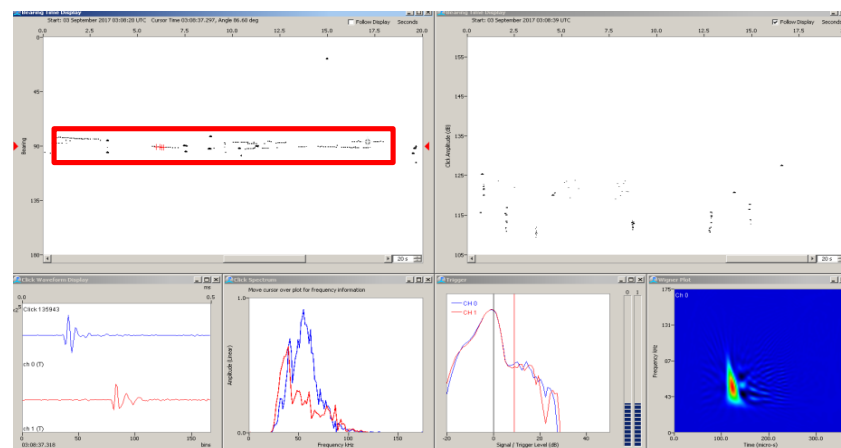 Bearing Time Display
Start: 03 September 2017 03:08:20 UTC Cursor Time 03:08:37.297, Angle 86.60 deg
Follow Display Seconds
0.0 2.5 5.0 7.5 10.0 12.5 15.0 17.5 20.0
0
45
90
135
180
Bearing
20 s
Bearing Time Display
Start: 03 September 2017 03:08:39 UTC
Follow Display Seconds
0.0 2.5 5.0 7.5 10.0 12.5 15.0 17.5 20.0
155
145
135
125
115
105
Click Amplitude (dB)
20 s
Click Waveform Display
ms
0.0 0.5
Click 135943
ch 0 (T)
ch 1 (T)
03:08:37.318 bins
Click Spectrum
Move cursor over plot for frequency information
1.0
0.0
Amplitude (Linear)
0 50 100 150
Frequency kHz
Trigger
CH 0
CH 1
0 1
-20 0 20 40
Signal / Trigger Level (dB)
Wigner Plot
Ch 0
175
131
87
43
0
Frequency kHz
0.0 100.0 200.0 300.0
Time (micro-s)